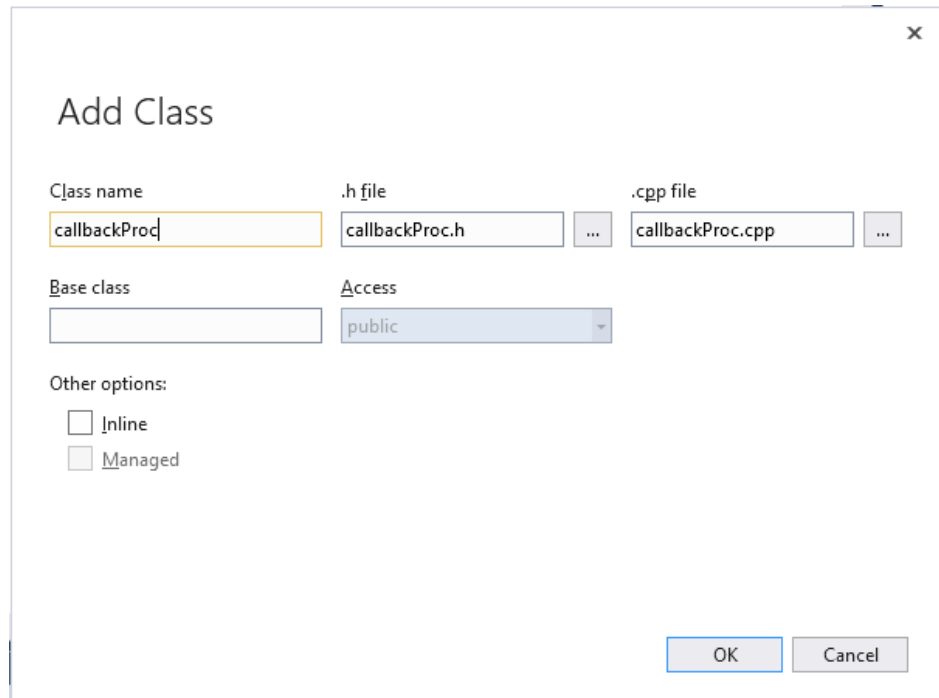 Add Class
Class name .h file .cpp file
callbackProc callbackProc.h ... callbackProc.cpp ...
Base class Access
public
Other options:
Inline
Managed
OK Cancel